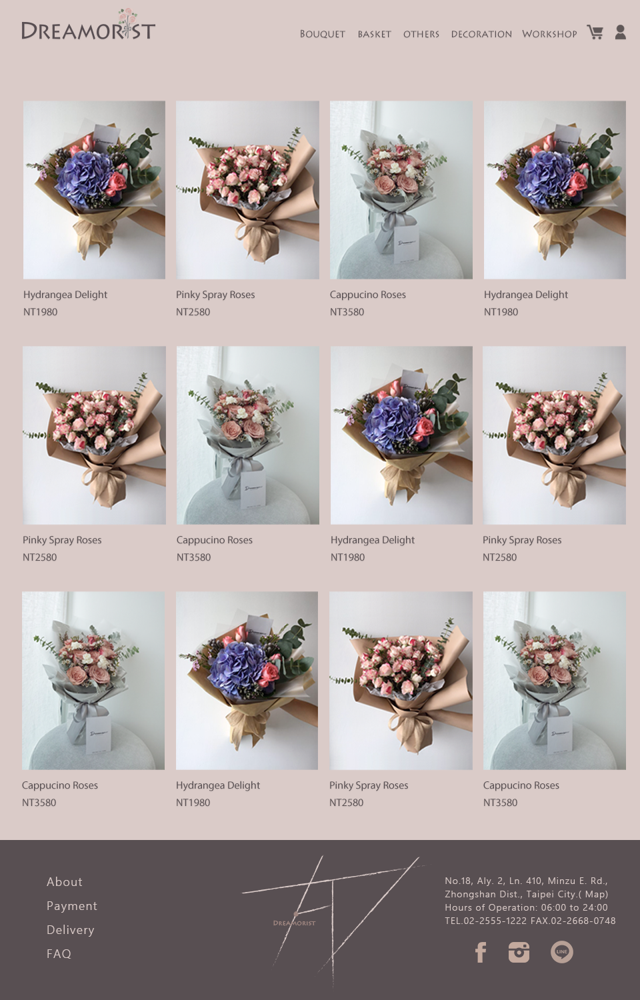 DREAMORIST
BOUQUET BASKET OTHERS DECORATION WORKSHOP
Hydrangea Delight
NT1980
Pinky Spray Roses
NT2580
Cappucino Roses
NT3580
Hydrangea Delight
NT1980
Pinky Spray Roses
NT2580
Cappucino Roses
NT3580
Hydrangea Delight
NT1980
Pinky Spray Roses
NT2580
Cappucino Roses
NT3580
Hydrangea Delight
NT1980
Pinky Spray Roses
NT2580
Cappucino Roses
NT3580
About
Payment
Delivery
FAQ
DREAMORIST
No.18, Aly. 2, Ln. 410, Minzu E. Rd.,
Zhongshan Dist., Taipei City.( Map)
Hours of Operation: 06:00 to 24:00
TEL.02-2555-1222 FAX.02-2668-0748
LINE